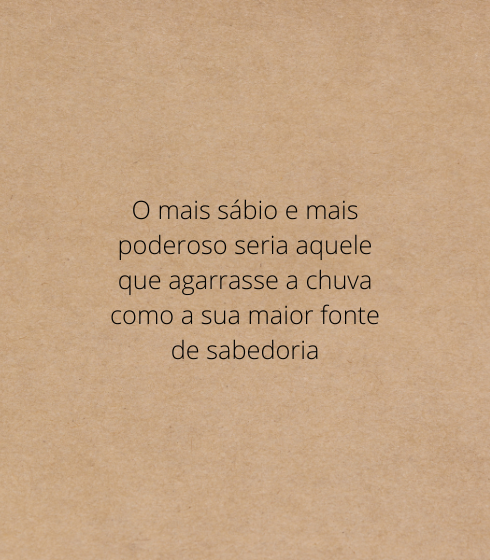 O mais sábio e mais
poderoso seria aquele
que agarrasse a chuva
como a sua maior fonte
de sabedoria